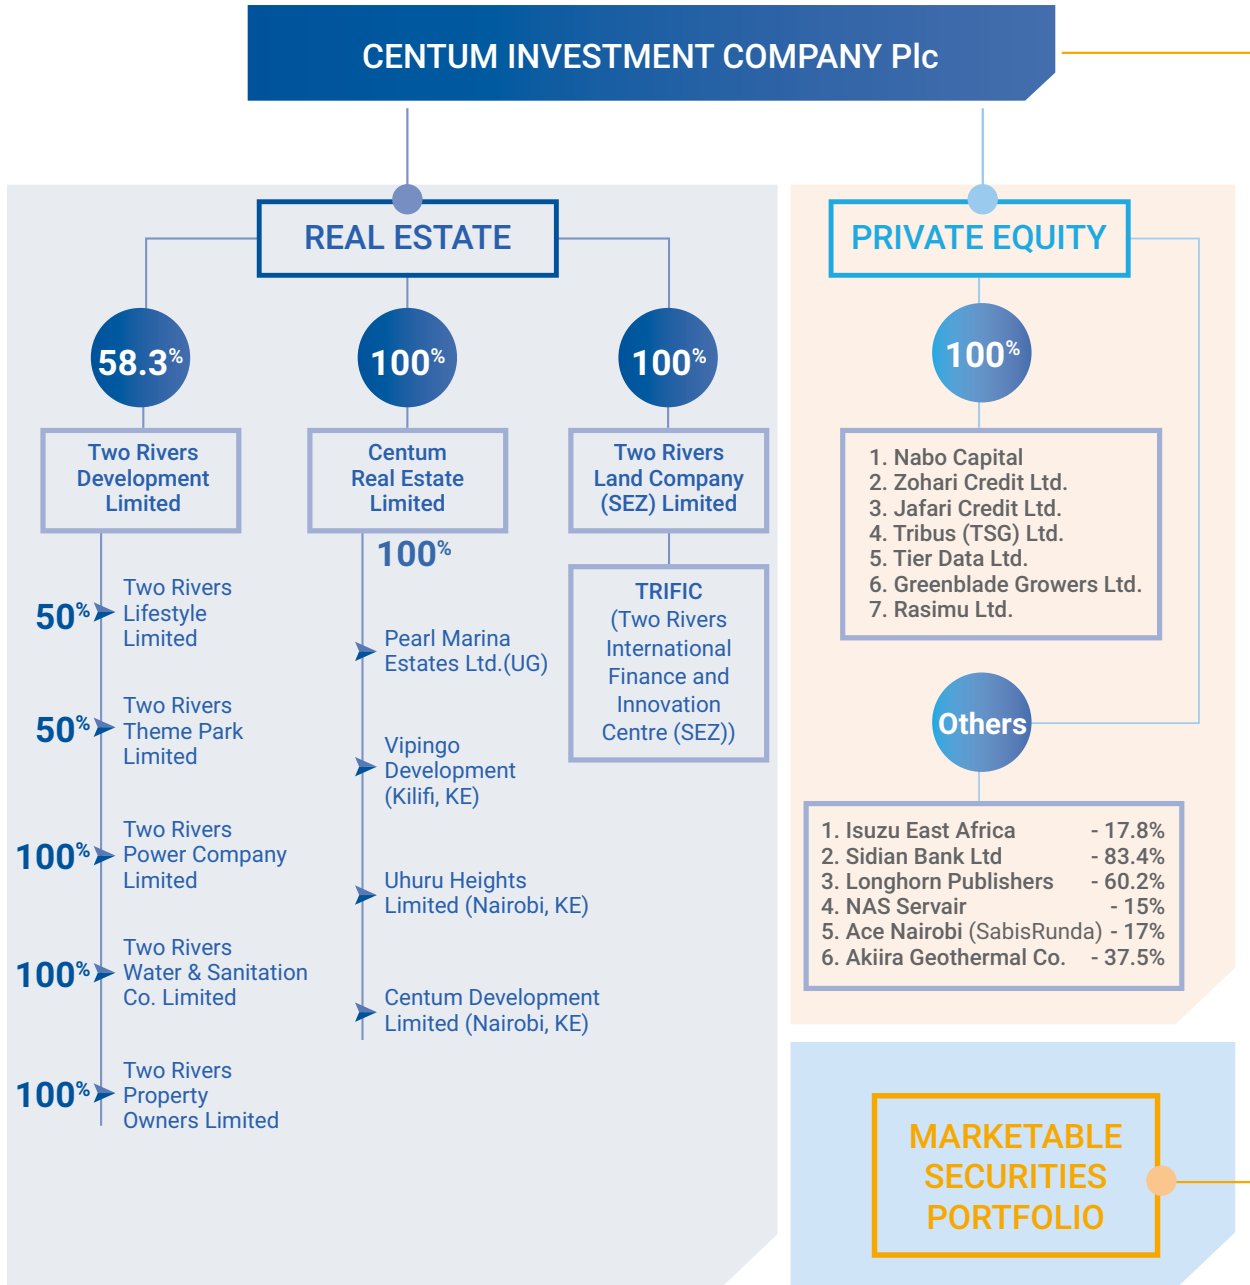 CENTUM INVESTMENT COMPANY Plc
REAL ESTATE
58.3%
Two Rivers
Development
Limited
50%
Two Rivers
Lifestyle
Limited
50%
Two Rivers
Theme Park
Limited
100%
Two Rivers
Power Company
Limited
100%
Two Rivers
Water & Sanitation
Co. Limited
100%
Two Rivers
Property
Owners Limited
100%
Centum
Real Estate
Limited
100%
Pearl Marina
Estates Ltd.(UG)
Vipingo
Development
(Kilifi, KE)
Uhuru Heights
Limited (Nairobi, KE)
Centum Development
Limited (Nairobi, KE)
100%
Two Rivers
Land Company
(SEZ) Limited
TRIFIC
(Two Rivers
International
Finance and
Innovation
Centre (SEZ))
PRIVATE EQUITY
100%
1. Nabo Capital
2. Zohari Credit Ltd.
3. Jafari Credit Ltd.
4. Tribus (TSG) Ltd.
5. Tier Data Ltd.
6. Greenblade Growers Ltd.
7. Rasimu Ltd.
Others
1. Isuzu East Africa - 17.8%
2. Sidian Bank Ltd - 83.4%
3. Longhorn Publishers - 60.2%
4. NAS Servair - 15%
5. Ace Nairobi (SabisRunda) - 17%
6. Akiira Geothermal Co. - 37.5%
MARKETABLE
SECURITIES
PORTFOLIO